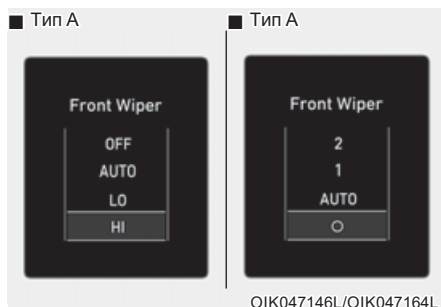 Тип А
Front Wiper
OFF
AUTO
LO
HI
Тип А
Front Wiper
2
1
AUTO
O
OIK047146L/OIK047164L